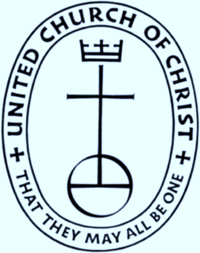 UNITED CHURCH OF CHRIST
THAT THEY MAY ALL BE ONE